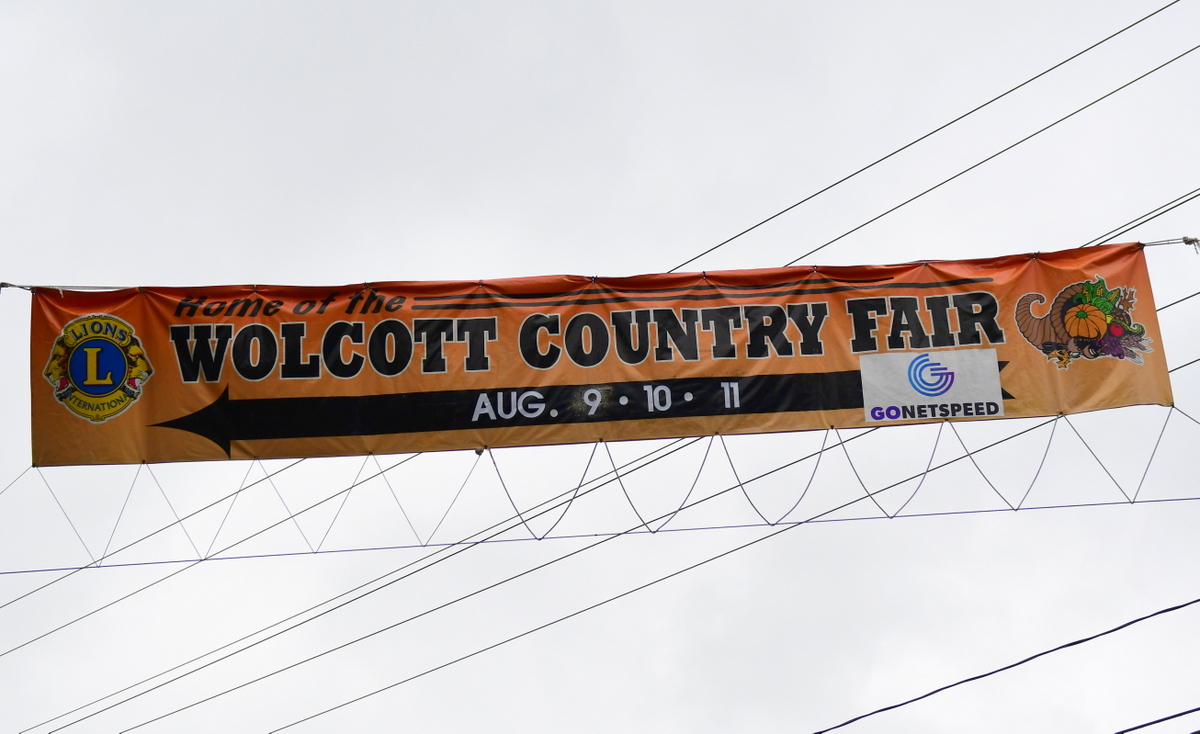 LIONS
L
INTERNATIONAL
Home of the
WOLCOTT COUNTRY FAIR
AUG. 9 • 10 • 11
GONETSPEED